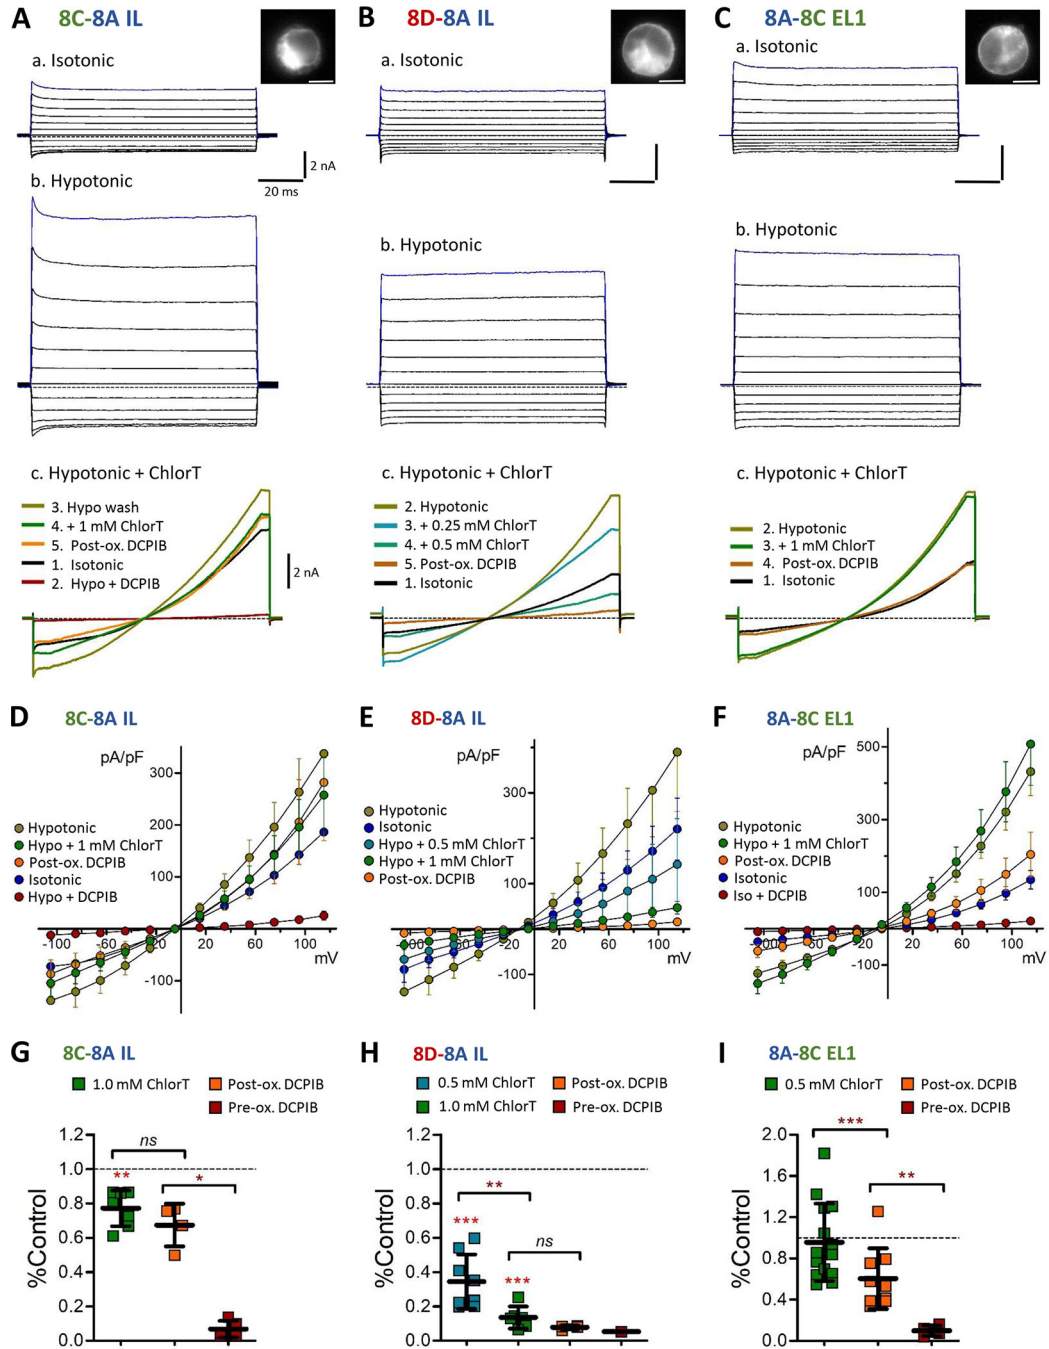 A 8C-8A IL
a. Isotonic
2 nA
20 ms
b. Hypotonic
c. Hypotonic + ChlorT
3. Hypo wash
4. + 1 mM ChlorT
5. Post-ox. DCPIB
1. Isotonic
2. Hypo + DCPIB
2 nA
B 8D-8A IL
a. Isotonic
b. Hypotonic
c. Hypotonic + ChlorT
2. Hypotonic
3. + 0.25 mM ChlorT
4. + 0.5 mM ChlorT
5. Post-ox. DCPIB
1. Isotonic
C 8A-8C EL1
a. Isotonic
b. Hypotonic
c. Hypotonic + ChlorT
2. Hypotonic
3. + 1 mM ChlorT
4. Post-ox. DCPIB
1. Isotonic
D 8C-8A IL
pA/pF
300
200
100
-100
Hypotonic
Hypo + 1 mM ChlorT
Post-ox. DCPIB
Isotonic
Hypo + DCPIB
-100 -60 -20 20 60 100
mV
E 8D-8A IL
pA/pF
300
100
-100
Hypotonic
Isotonic
Hypo + 0.5 mM ChlorT
Hypo + 1 mM ChlorT
Post-ox. DCPIB
-60 -20 20 60 100
mV
F 8A-8C EL1
pA/pF
500
300
100
-100
Hypotonic
Hypo + 1 mM ChlorT
Post-ox. DCPIB
Isotonic
Iso + DCPIB
20 60 100
mV
G 8C-8A IL
1.0 mM ChlorT
Post-ox. DCPIB
Pre-ox. DCPIB
%Control
1.2
1.0
0.8
0.6
0.4
0.2
0.0
ns
**
*
H 8D-8A IL
0.5 mM ChlorT
1.0 mM ChlorT
Post-ox. DCPIB
Pre-ox. DCPIB
%Control
1.2
1.0
0.8
0.6
0.4
0.2
0.0
**
***
ns
***
I 8A-8C EL1
0.5 mM ChlorT
Post-ox. DCPIB
Pre-ox. DCPIB
%Control
2.0
1.6
1.2
0.8
0.4
0.0
***
**